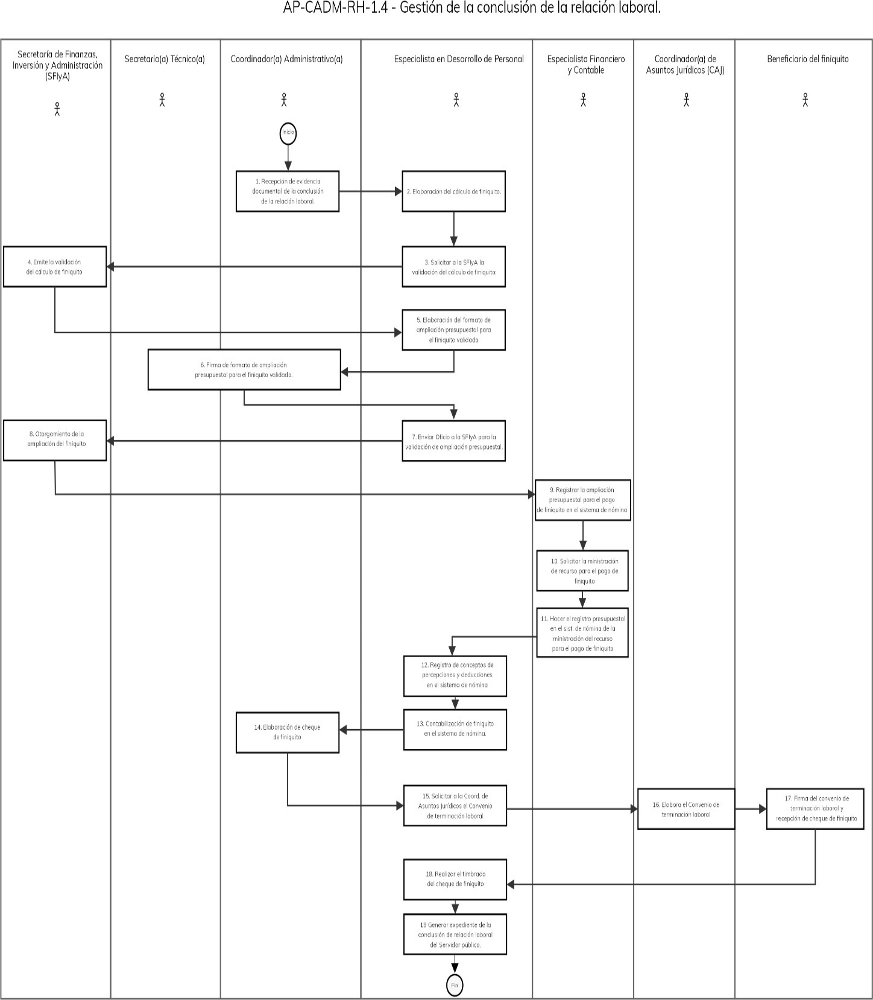 AP-CADM-RH-1.4 - Gestión de la conclusión de la relación laboral.
Secretaría de Finanzas,
Inversión y Administración
(SFIyA)
Secretario(a) Técnico(a)
Coordinador(a) Administrativo(a)
Especialista en Desarrollo de Personal
Especialista Financiero
y Contable
Coordinador(a) de
Asuntos Jurídicos (CAJ)
Beneficiario del finiquito
Inicio
1. Recepción de evidencia
documental de la conclusión
de la relación laboral.
2. Elaboración del cálculo de finiquito.
3. Solicitar a la SFIyA la
validación del cálculo de finiquito:
4. Emite la validación
del cálculo de finiquito
5. Elaboración del formato de
ampliación presupuestal para
el finiquito validado
6. Firma de formato de ampliación
presupuestal para el finiquito validado.
7. Enviar Oficio a la SFIyA para la
validación de ampliación presupuestal.
8. Otorgamiento de la
ampliación del finiquito
9. Registrar la ampliación
presupuestal para el pago
de finiquito en el sistema de nómina
10. Solicitar la ministración
de recurso para el pago de
finiquito
11. Hacer el registro presupuestal
en el sist. de nómina de la
ministración del recurso
para el pago de finiquito
12. Registro de conceptos de
percepciones y deducciones
en el sistema de nómina
13. Contabilización de finiquito
en el sistema de nómina.
14. Elaboración de cheque
de finiquito
15. Solicitar a la Coord. de
Asuntos Jurídicos el Convenio
de terminación laboral
16. Elabora el Convenio de
terminación laboral
17. Firma del convenio de
terminación laboral y
recepción de cheque de finiquito
18. Realizar el timbrado
del cheque de finiquito
19 Generar expediente de la
conclusión de relación laboral
del Servidor público.
Fin